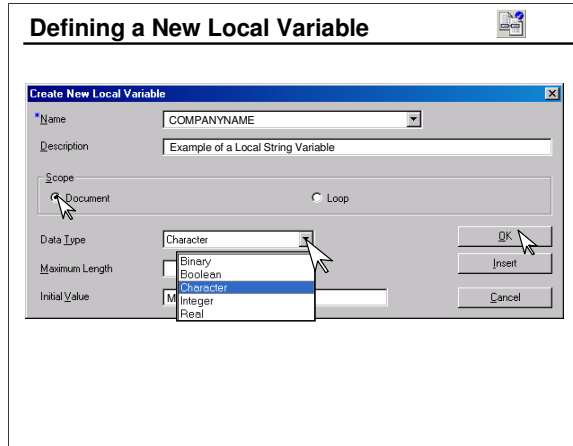 Defining a New Local Variable
Create New Local Variable
*Name COMPANYNAME
Description Example of a Local String Variable
Scope
Document Loop
Data Type Character OK
Binary
Boolean
Character
Integer
Real
Maximum Length Insert
Initial Value M Cancel